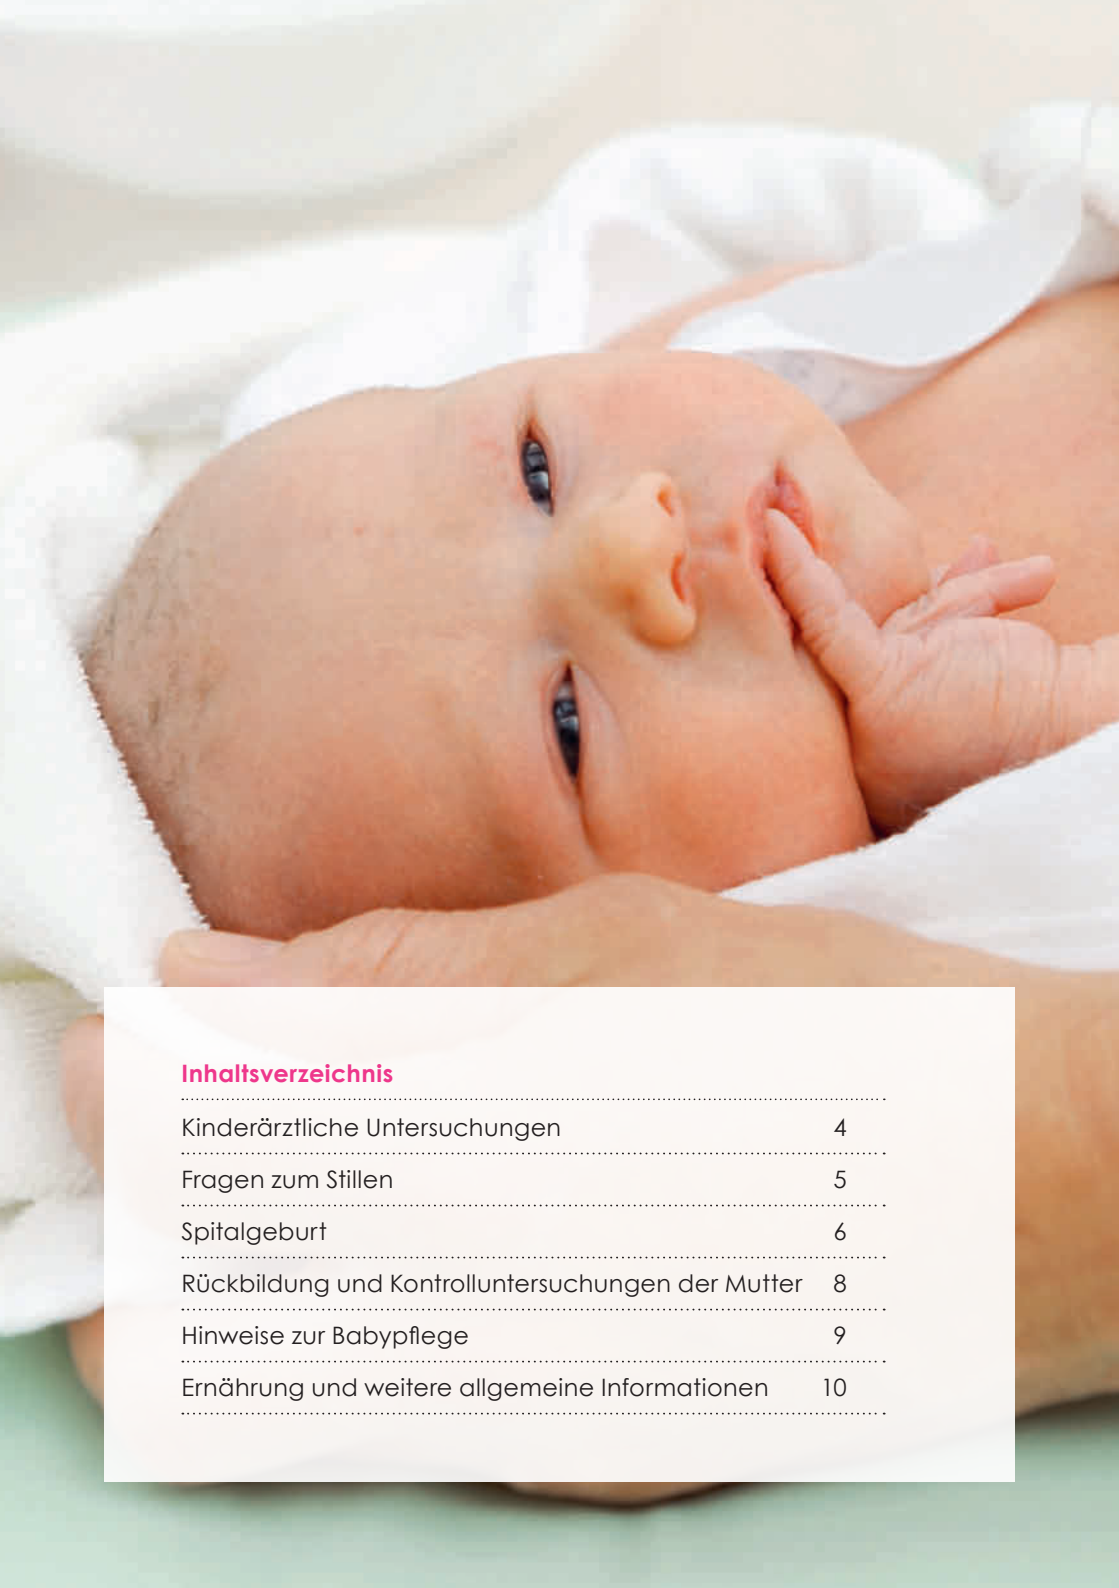 Inhaltsverzeichnis
Kinderärztliche Untersuchungen 4
Fragen zum Stillen 5
Spitalgeburt 6
Rückbildung und Kontrolluntersuchungen der Mutter 8
Hinweise zur Babypflege 9
Ernährung und weitere allgemeine Informationen 10